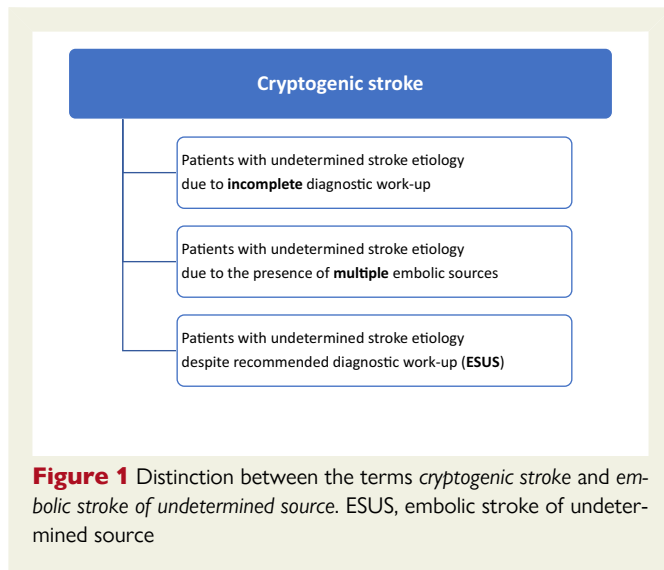 Cryptogenic stroke
Patients with undetermined stroke etiology
due to incomplete diagnostic work-up
Patients with undetermined stroke etiology
due to the presence of multiple embolic sources
Patients with undetermined stroke etiology
despite recommended diagnostic work-up (ESUS)
Figure 1 Distinction between the terms cryptogenic stroke and em-
bolic stroke of undetermined source. ESUS, embolic stroke of undeter-
mined source